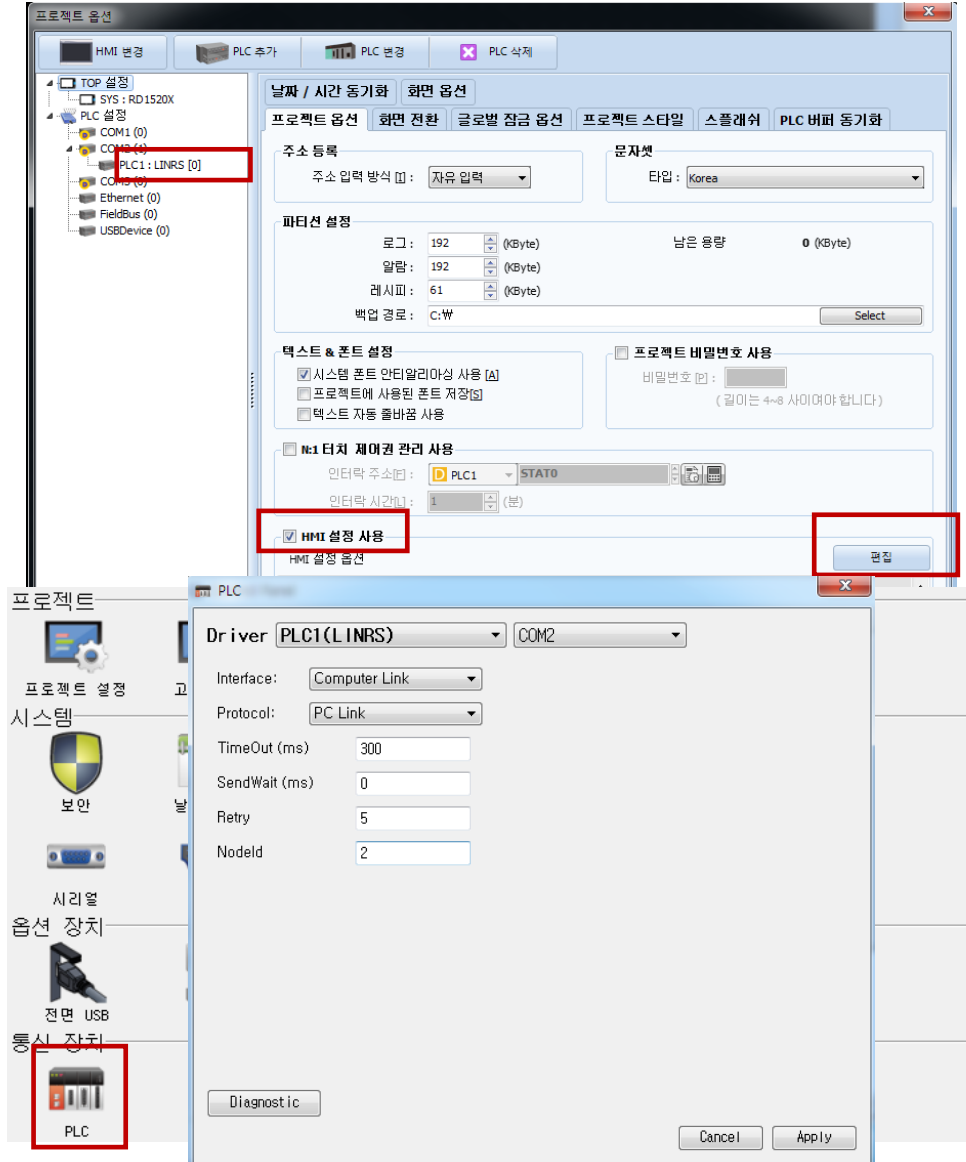 프로젝트 옵션
HMI 변경
PLC 추가
PLC 변경
PLC 삭제
TOP 설정
SYS : RD1520X
PLC 설정
COM1 (0)
COM2 (1)
PLC1 : LINRS [0]
COM3 (0)
Ethernet (0)
FieldBus (0)
USBDevice (0)
날짜 / 시간 동기화 화면 옵션
프로젝트 옵션 화면 전환 글로벌 잠금 옵션 프로젝트 스타일 스플래쉬 PLC 버퍼 동기화
주소 등록
주소 입력 방식 [I] : 자유 입력
문자셋
타입 : Korea
파티션 설정
로그 : 192 (KByte)
남은 용량 0 (KByte)
알람 : 192 (KByte)
레시피 : 61 (KByte)
백업 경로 : C:₩ Select
텍스트 & 폰트 설정
시스템 폰트 안티알리아싱 사용 [A]
프로젝트에 사용된 폰트 저장[S]
텍스트 자동 줄바꿈 사용
프로젝트 비밀번호 사용
비밀번호 [P] :
( 길이는 4~8 사이여야 합니다 )
N:1 터치 제어권 관리 사용
인터락 주소[F] : D PLC1 STAT0
인터락 시간[L] : 1 (분)
HMI 설정 사용
HMI 설정 옵션 편집
프로젝트
프로젝트 설정
고
시스템
보안
날
시리얼
옵션 장치
전면 USB
통신 장치
PLC
PLC
Driver PLC1(LINRS) COM2
Interface: Computer Link
Protocol: PC Link
TimeOut (ms) 300
SendWait (ms) 0
Retry 5
NodeId 2
Diagnostic
Cancel Apply